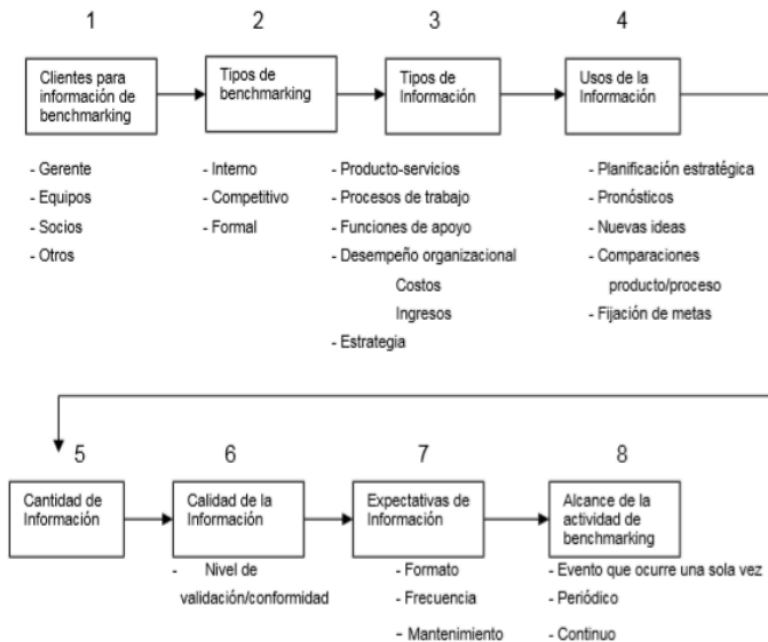 1
2
3
4
Clientes para
información de
benchmarking
Tipos de
benchmarking
Tipos de
Información
Usos de la
Información
- Gerente
- Equipos
- Socios
- Otros
- Interno
- Competitivo
- Formal
- Producto-servicios
- Procesos de trabajo
- Funciones de apoyo
- Desempeño organizacional
Costos
Ingresos
- Estrategia
- Planificación estratégica
- Pronósticos
- Nuevas ideas
- Comparaciones
producto/proceso
- Fijación de metas
5
6
7
8
Cantidad de
Información
Calidad de la
Información
Expectativas de
Información
Alcance de la
actividad de
benchmarking
- Nivel de
validación/conformidad
- Formato
- Frecuencia
- Mantenimiento
- Evento que ocurre una sola vez
- Periódico
- Continuo